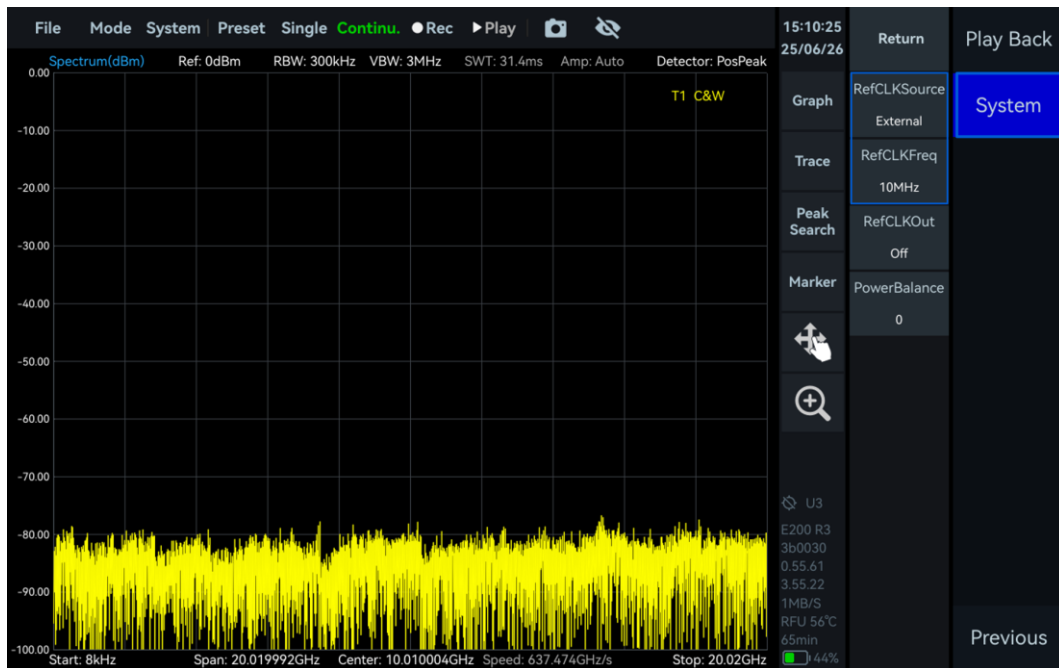 File Mode System Preset Single Continu. Rec Play
Spectrum(dBm) Ref: 0dBm RBW: 300kHz VBW: 3MHz SWT: 31.4ms Amp: Auto Detector: PosPeak
T1 C&W
0.00
-10.00
-20.00
-30.00
-40.00
-50.00
-60.00
-70.00
-80.00
-90.00
-100.00
Start: 8kHz Span: 20.019992GHz Center: 10.010004GHz Speed: 637.474GHz/s Stop: 20.02GHz
15:10:25
25/06/26
Graph
Trace
Peak
Search
Marker
U3
E200 R3
3b0030
0.55.61
3.55.22
1MB/S
RFU 56℃
65min
44%
Return
RefCLKSource
External
RefCLKFreq
10MHz
RefCLKOut
Off
PowerBalance
0
Play Back
System
Previous